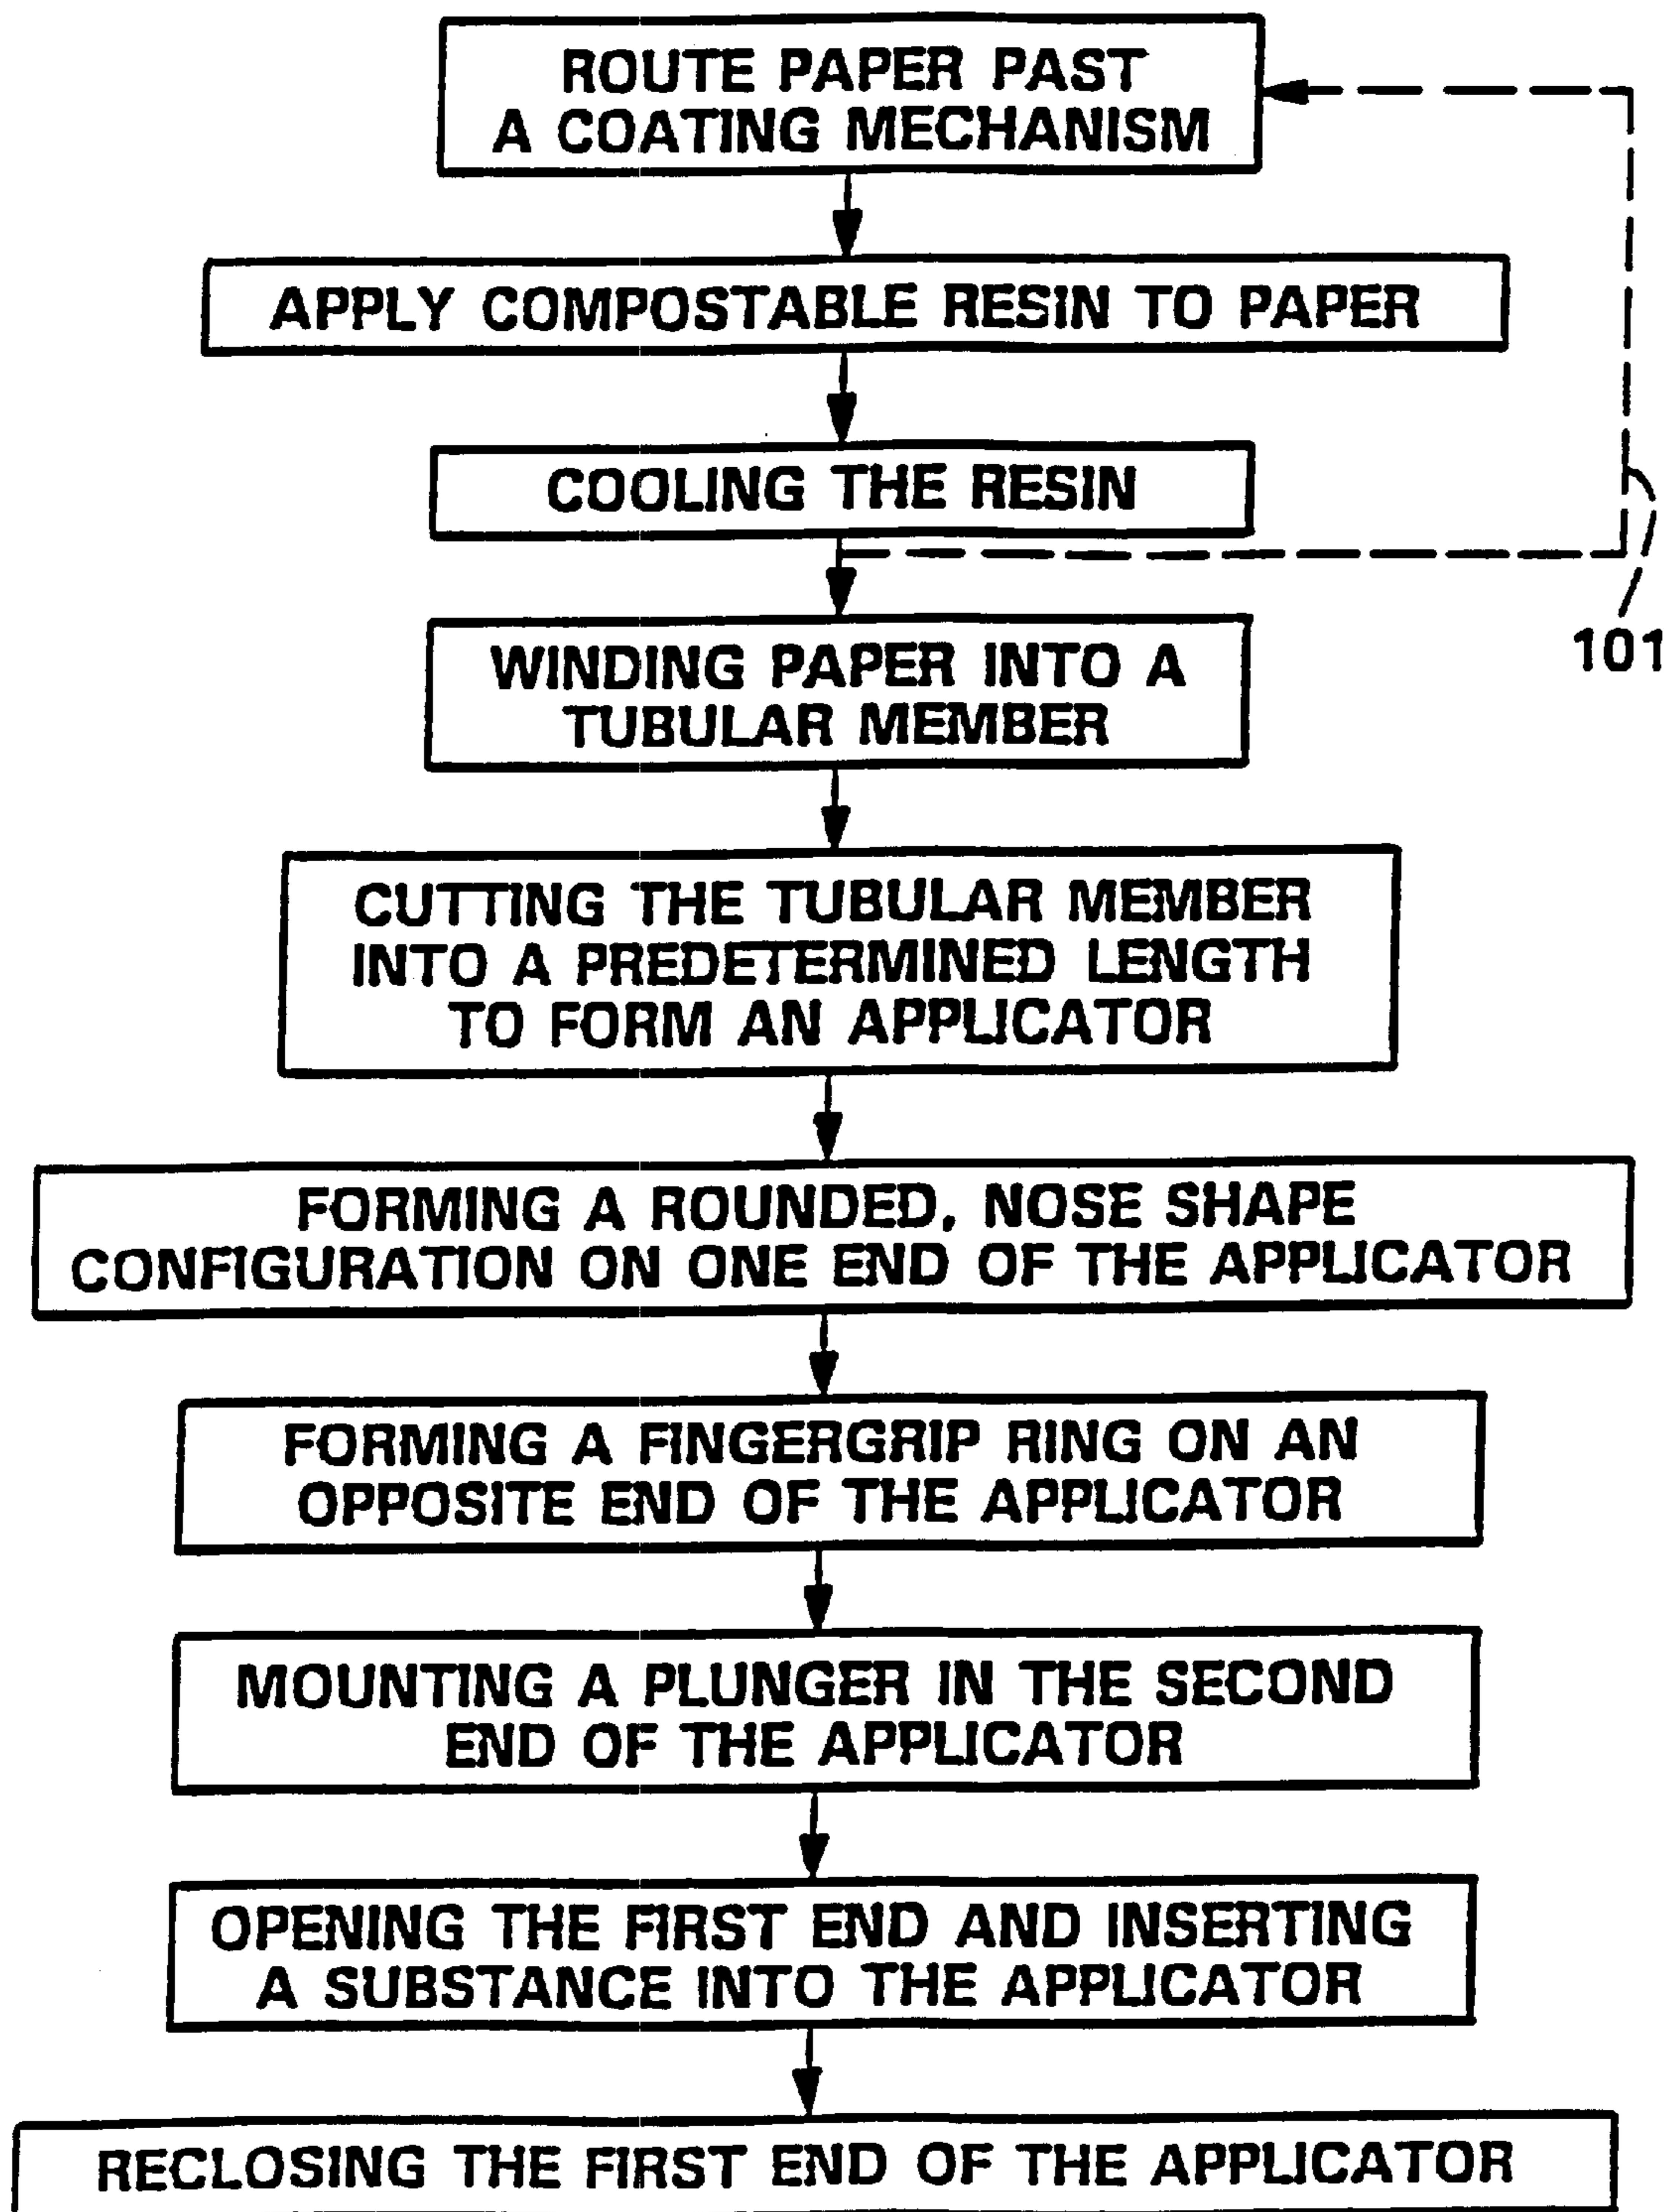 ROUTE PAPER PAST
A COATING MECHANISM
APPLY COMPOSTABLE RESIN TO PAPER
COOLING THE RESIN
101
WINDING PAPER INTO A
TUBULAR MEMBER
CUTTING THE TUBULAR MEMBER
INTO A PREDETERMINED LENGTH
TO FORM AN APPLICATOR
FORMING A ROUNDED, NOSE SHAPE
CONFIGURATION ON ONE END OF THE APPLICATOR
FORMING A FINGERGRIP RING ON AN
OPPOSITE END OF THE APPLICATOR
MOUNTING A PLUNGER IN THE SECOND
END OF THE APPLICATOR
OPENING THE FIRST END AND INSERTING
A SUBSTANCE INTO THE APPLICATOR
RECLOSING THE FIRST END OF THE APPLICATOR